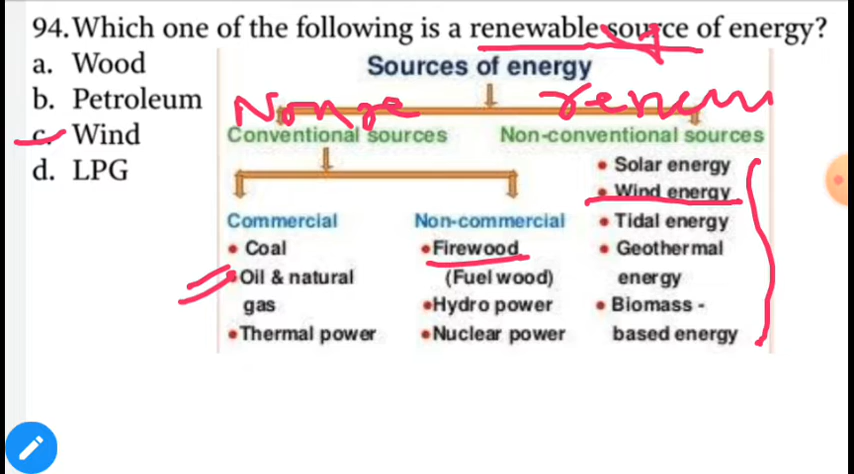 94. Which one of the following is a renewable source of energy?
a. Wood
b. Petroleum
c. Wind
d. LPG
Sources of energy
Nonre
renew
Conventional sources
Non-conventional sources
Commercial
• Coal
• Oil & natural
gas
• Thermal power
Non-commercial
• Firewood
(Fuel wood)
• Hydro power
• Nuclear power
• Solar energy
• Wind energy
• Tidal energy
• Geothermal
energy
• Biomass -
based energy